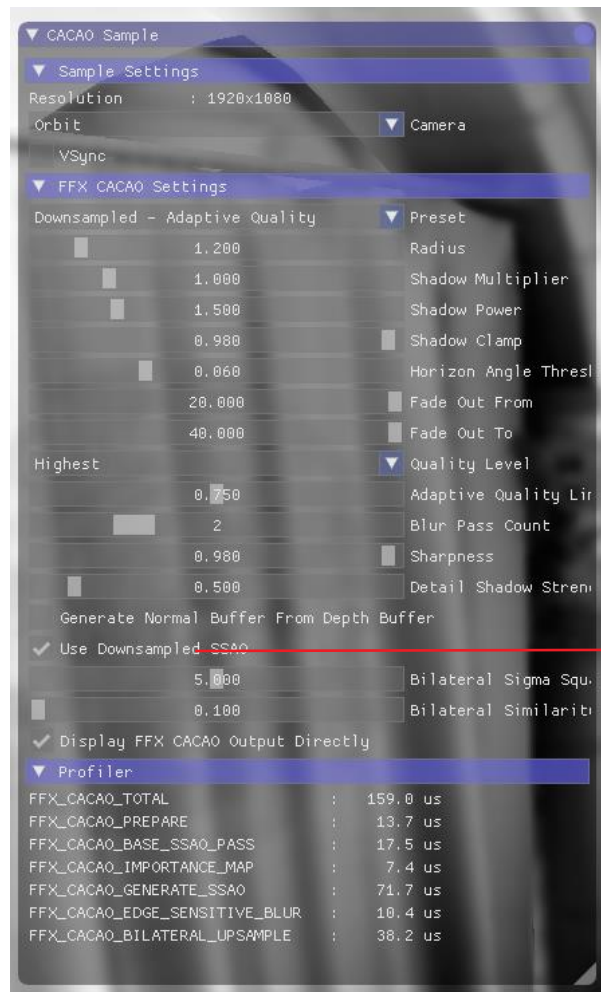 CACAO Sample
Sample Settings
Resolution : 1920x1080
Orbit Camera
VSync
FFX CACAO Settings
Downsampled - Adaptive Quality Preset
1.200 Radius
1.000 Shadow Multiplier
1.500 Shadow Power
0.980 Shadow Clamp
0.060 Horizon Angle Thresl
20.000 Fade Out From
40.000 Fade Out To
Highest Quality Level
0.750 Adaptive Quality Lir
2 Blur Pass Count
0.980 Sharpness
0.500 Detail Shadow Stren
Generate Normal Buffer From Depth Buffer
Use Downsampled SSAO
5.000 Bilateral Sigma Squ
0.100 Bilateral Similarit
Display FFX CACAO Output Directly
Profiler
FFX_CACAO_TOTAL : 159.0 us
FFX_CACAO_PREPARE : 13.7 us
FFX_CACAO_BASE_SSAO_PASS : 17.5 us
FFX_CACAO_IMPORTANCE_MAP : 7.4 us
FFX_CACAO_GENERATE_SSAO : 71.7 us
FFX_CACAO_EDGE_SENSITIVE_BLUR : 10.4 us
FFX_CACAO_BILATERAL_UPSAMPLE : 38.2 us